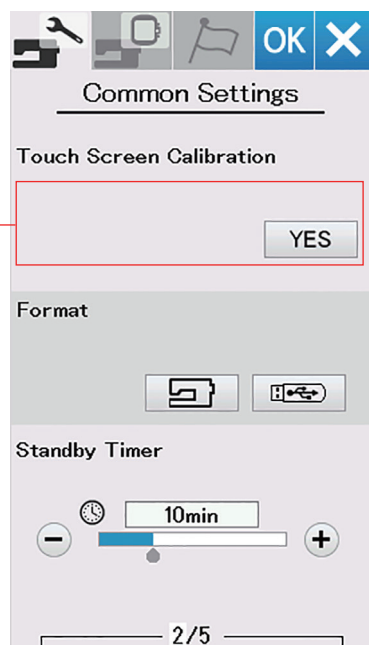 OK
Common Settings
Touch Screen Calibration
YES
Format
Standby Timer
10min
2/5